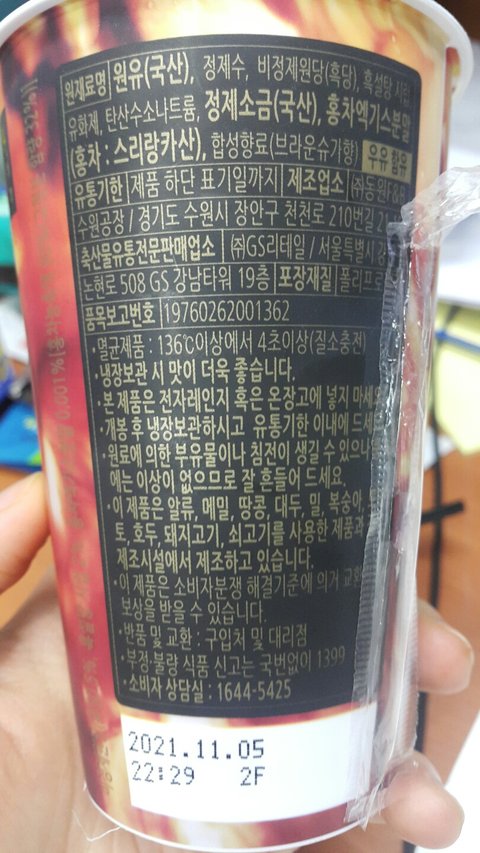 원재료명 원유(국산), 정제수, 비정제원당(흑당), 흑설탕
유화제, 탄산수소나트륨, 정제소금(국산), 홍차엑기스분말
(홍차 : 스리랑카산), 합성향료(브라운슈가향) 우유 함유
유통기한 제품 하단 표기일까지 제조업소 ㈜동원F&B
수원공장 / 경기도 수원시 장안구 천천로 210번길
축산물유통전문판매업소 ㈜GS리테일 / 서울특별시
논현로 508 GS 강남타워 19층 포장재질
품목보고번호 19760262001362
•멸균제품 : 136℃이상에서 4초이상(질소충전)
•냉장보관 시 맛이 더욱 좋습니다.
•본 제품은 전자레인지 혹은 온장고에 넣지
•개봉 후 냉장보관하시고 유통기한 이내에
•원료에 의한 부유물이나 침전이 생길 수
에는 이상이 없으므로 잘 흔들어 드세요.
•이 제품은 알류, 메밀, 땅콩, 대두, 밀, 복숭아,
토, 호두, 돼지고기, 쇠고기를 사용한 제품과
제조시설에서 제조하고 있습니다.
•이 제품은 소비자분쟁 해결기준에 의거 교환
보상을 받을 수 있습니다.
•반품 및 교환 : 구입처 및 대리점
•부정·불량 식품 신고는 국번없이 1399
•소비자 상담실 : 1644-5425
2021.11.05
22:29 2F